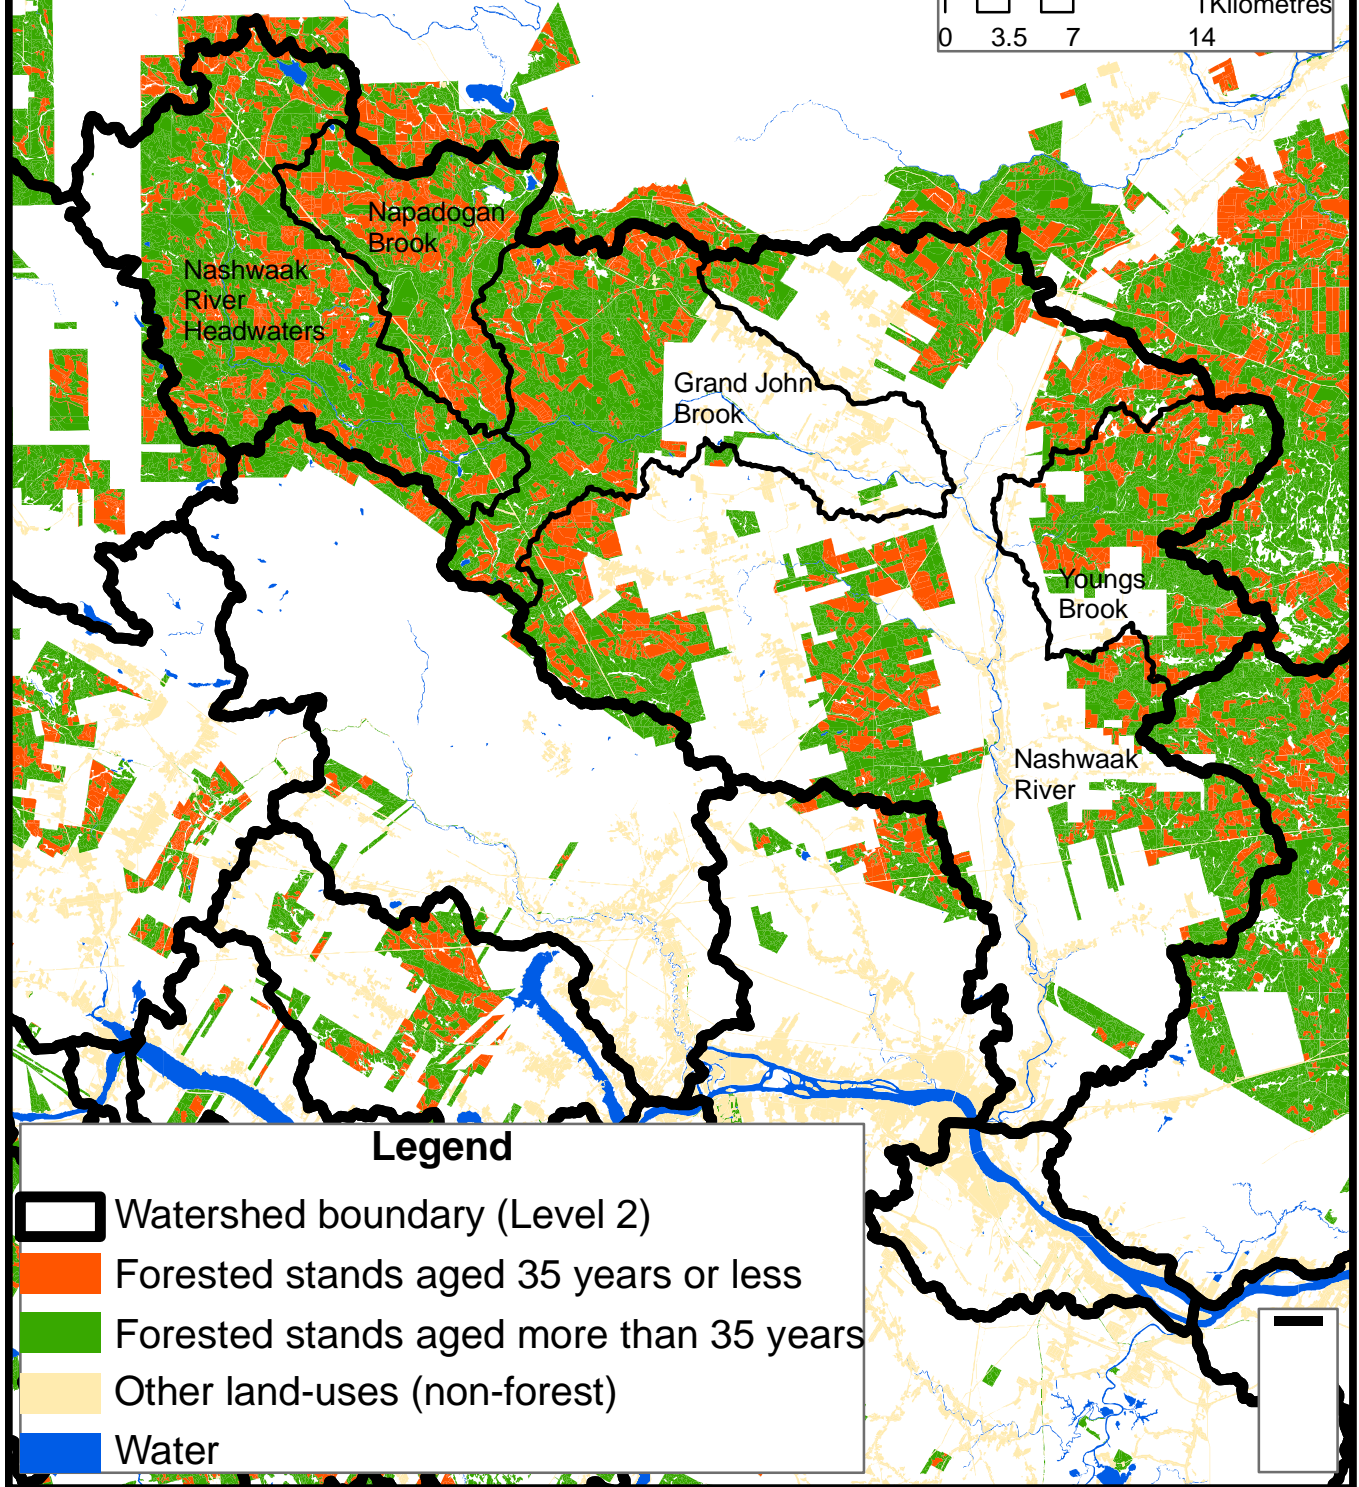 Kilometres
0 3.5 7 14
Napadogan
Brook
Nashwaak
River
Headwaters
Grand John
Brook
Youngs
Brook
Nashwaak
River
Legend
Watershed boundary (Level 2)
Forested stands aged 35 years or less
Forested stands aged more than 35 years
Other land-uses (non-forest)
Water